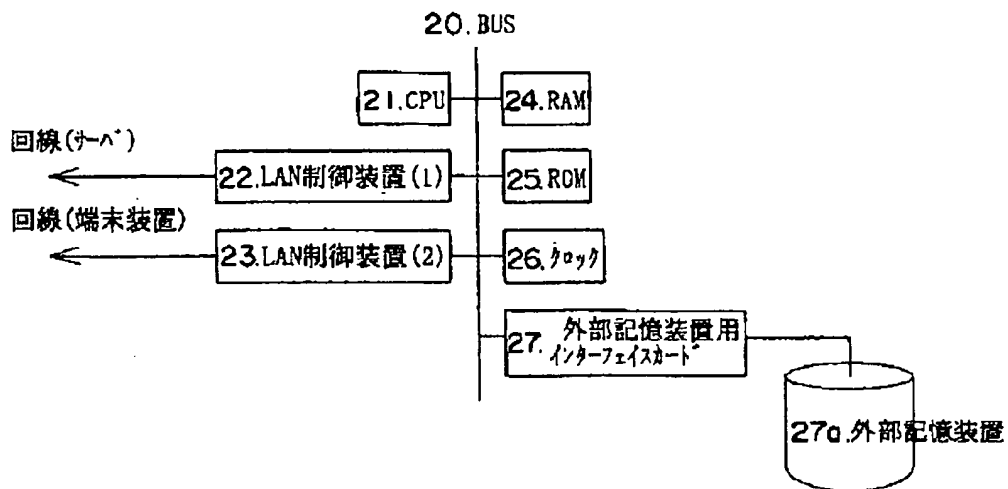 20.BUS
21.CPU
24.RAM
回線(サーバ)
22.LAN制御装置(1)
25.ROM
回線(端末装置)
23.LAN制御装置(2)
26.クロック
27.外部記憶装置用
インターフェイスカード
27a.外部記憶装置